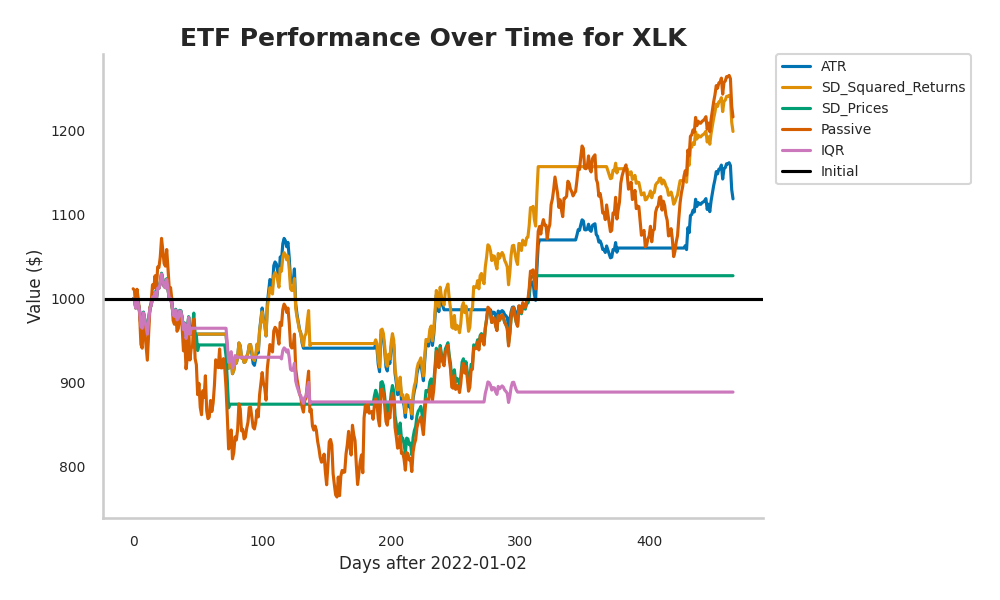 ETF Performance Over Time for XLK
ATR
SD_Squared_Returns
SD_Prices
Passive
IQR
Initial
Value ($)
1200
1100
1000
900
800
0 100 200 300 400
Days after 2022-01-02